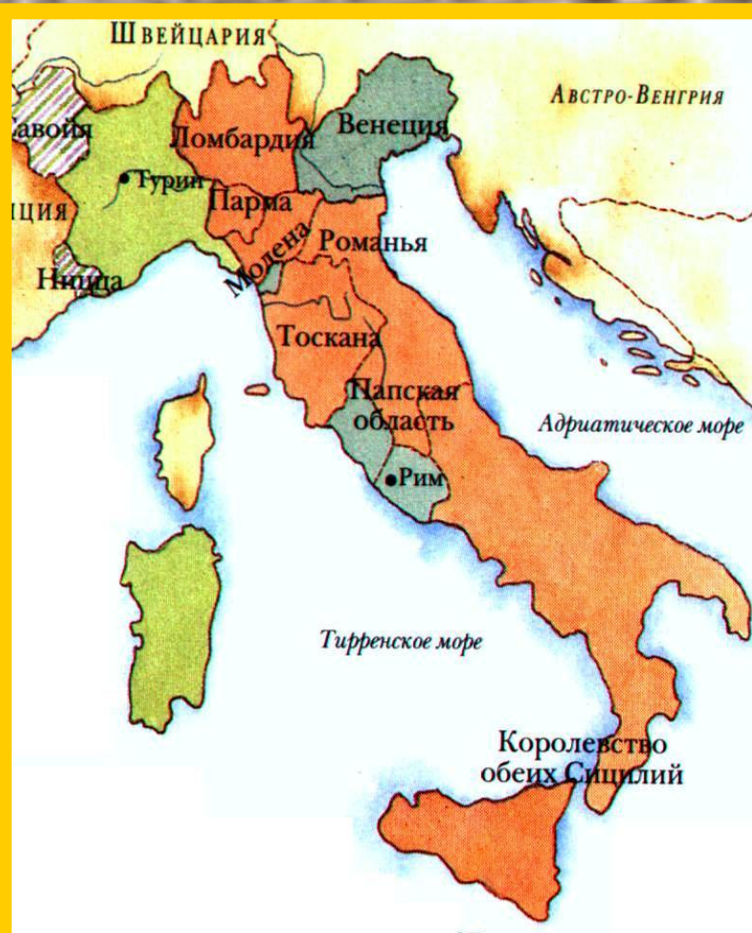 ШВЕЙЦАРИЯ
АВСТРО-ВЕНГРИЯ
Савойя
Ломбардия
Венеция
Турин
Парма
НЦИЯ
Модена
Романья
Ницца
Тоскана
Папская
область
Адриатическое море
Рим
Тирренское море
Королевство
обеих Сицилий